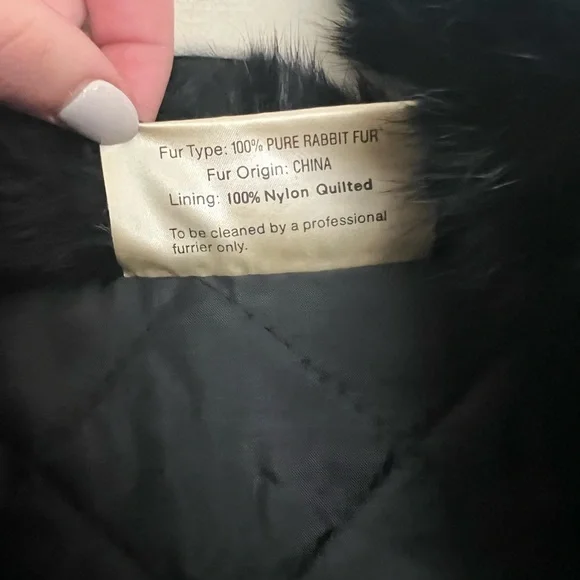 Fur Type: 100% PURE RABBIT FUR
Fur Origin: CHINA
Lining: 100% Nylon Quilted
To be cleaned by a professional
furrier only.